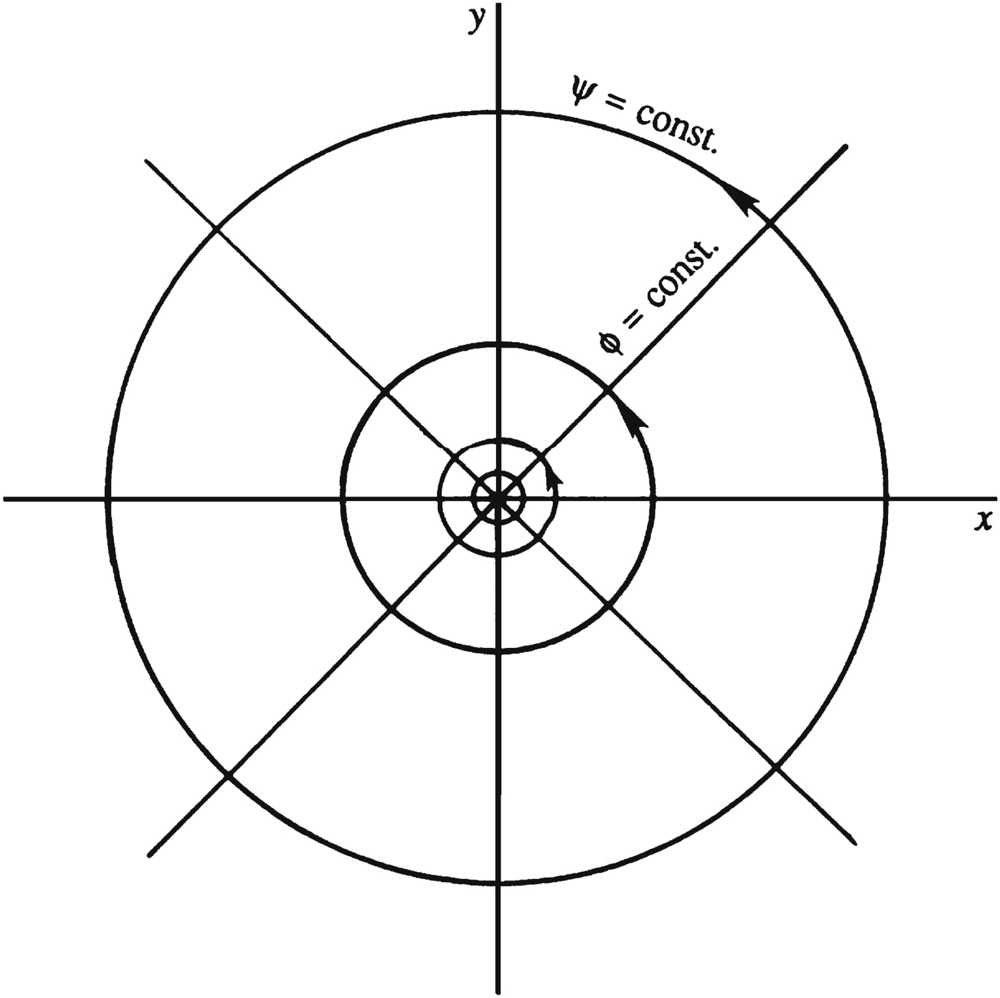 y
ψ = const.
ϕ = const.
x